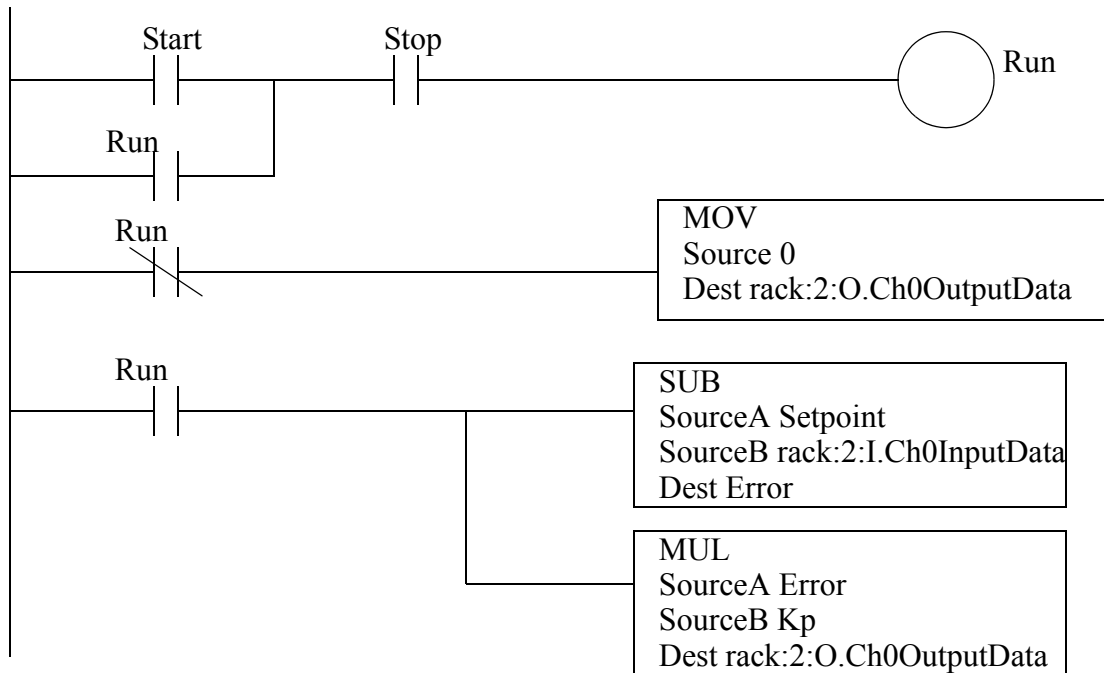 Start
Stop
Run
Run
Run
MOV
Source 0
Dest rack:2:O.Ch0OutputData
Run
SUB
SourceA Setpoint
SourceB rack:2:I.Ch0InputData
Dest Error
MUL
SourceA Error
SourceB Kp
Dest rack:2:O.Ch0OutputData